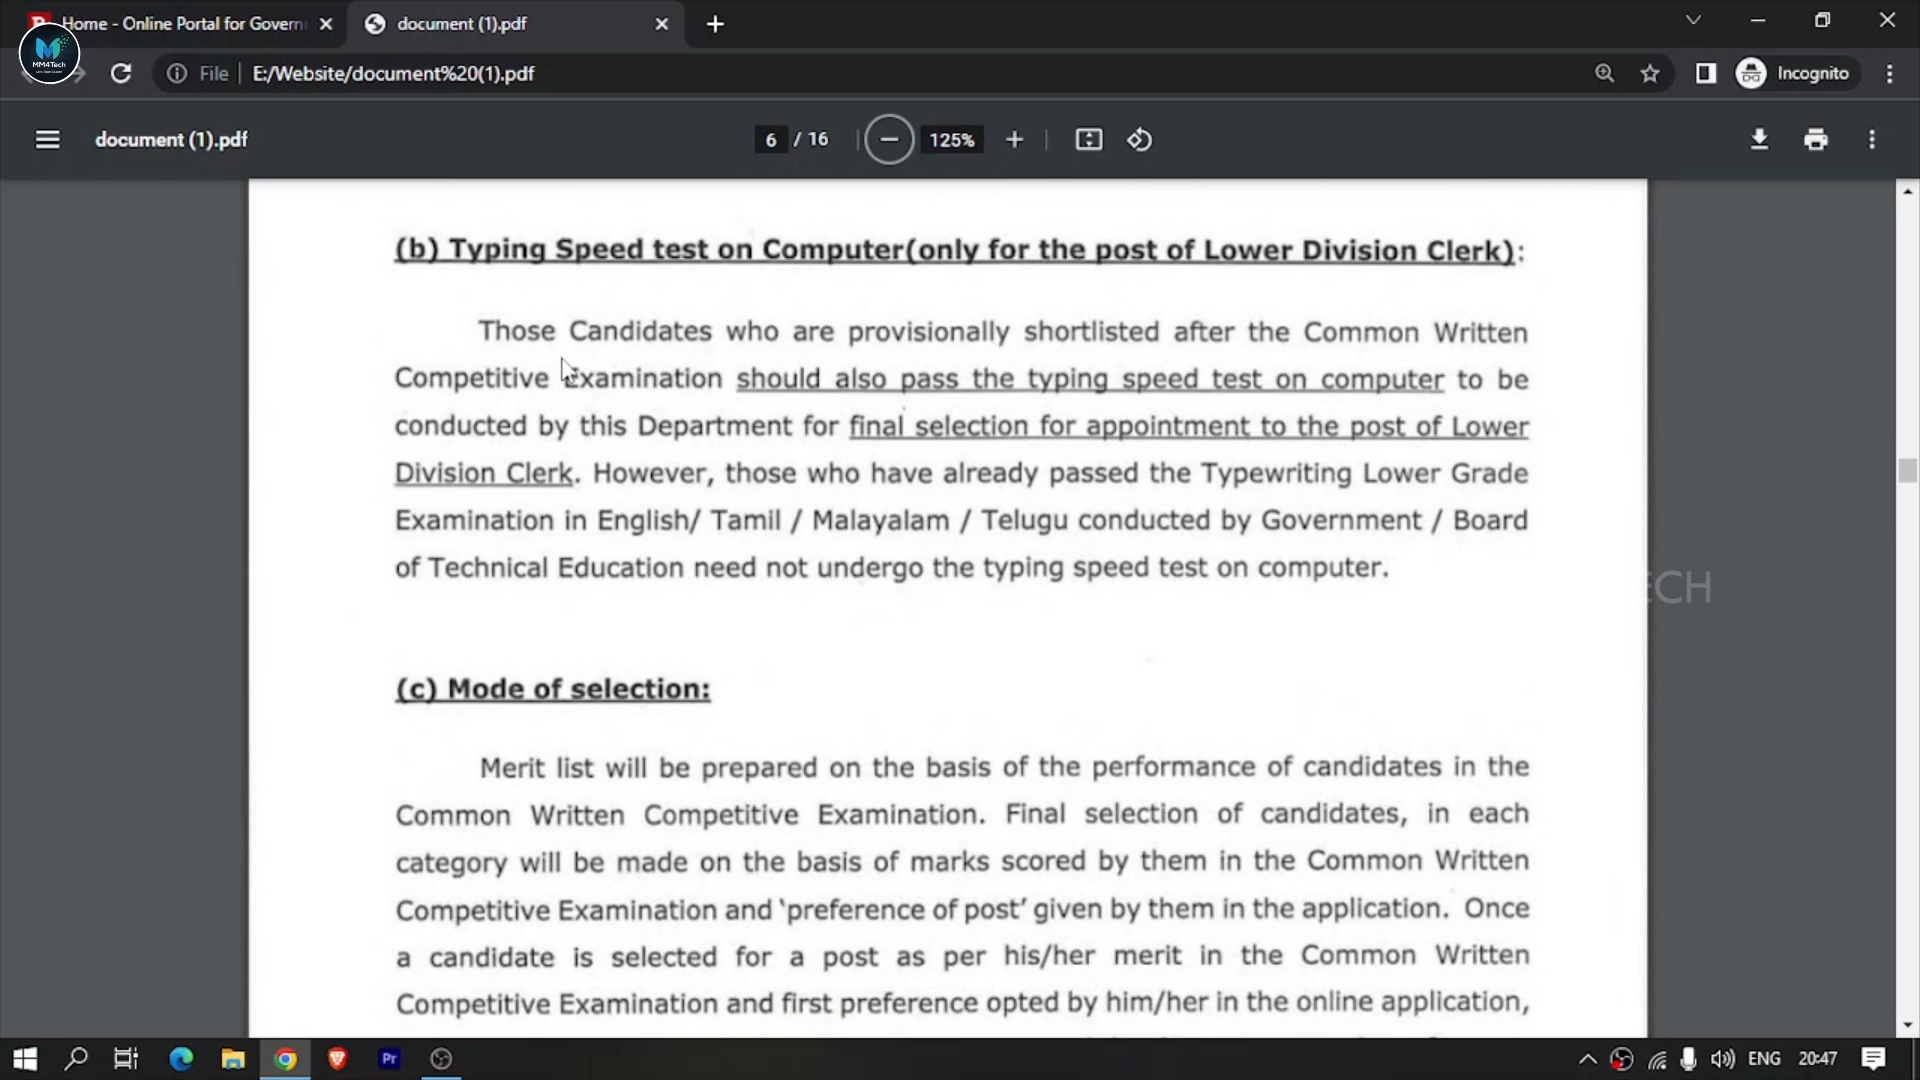 Home - Online Portal for Govern
document (1).pdf
MM4Tech
File
E:/Website/document%20(1).pdf
Incognito
document (1).pdf
6 / 16
125%
(b) Typing Speed test on Computer(only for the post of Lower Division Clerk):
Those Candidates who are provisionally shortlisted after the Common Written
Competitive Examination should also pass the typing speed test on computer to be
conducted by this Department for final selection for appointment to the post of Lower
Division Clerk. However, those who have already passed the Typewriting Lower Grade
Examination in English/ Tamil / Malayalam / Telugu conducted by Government / Board
of Technical Education need not undergo the typing speed test on computer.
ECH
(c) Mode of selection:
Merit list will be prepared on the basis of the performance of candidates in the
Common Written Competitive Examination. Final selection of candidates, in each
category will be made on the basis of marks scored by them in the Common Written
Competitive Examination and ‘preference of post’ given by them in the application. Once
a candidate is selected for a post as per his/her merit in the Common Written
Competitive Examination and first preference opted by him/her in the online application,
Pr
ENG
20:47